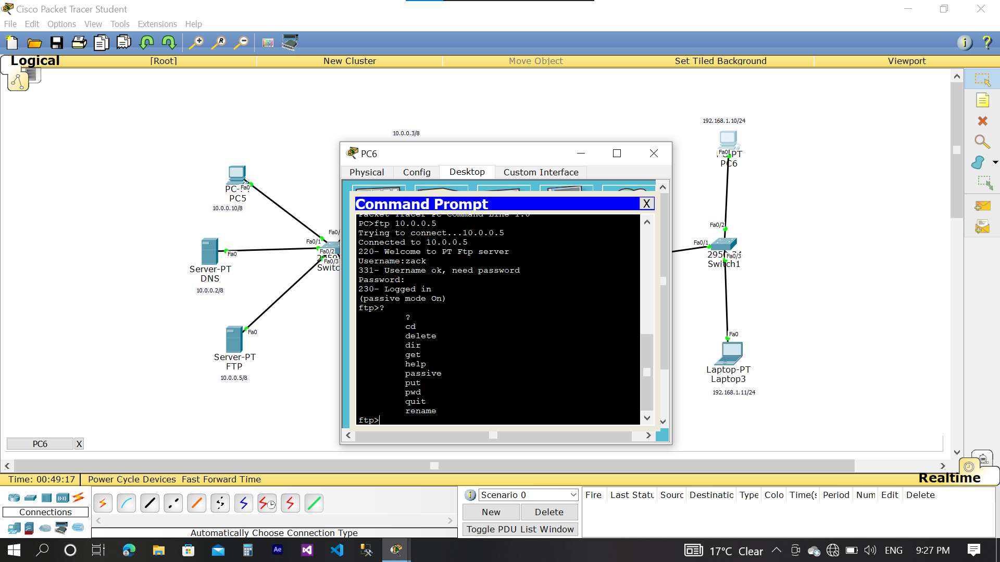 Cisco Packet Tracer Student
File Edit Options View Tools Extensions Help
Logical [Root] New Cluster Move Object Set Tiled Background Viewport
192.168.1.10/24
10.0.0.3/8
Fa0
PC6
Fa0
PC5
10.0.0.10/8
Fa0/2
Fa0/1
Fa0/1
Fa0
Fa0/2
Fa0/3
Fa0/3
Switch1
Server-PT
DNS
10.0.0.2/8
Fa0
Server-PT
FTP
10.0.0.5/8
Fa0
Laptop-PT
Laptop3
192.168.1.11/24
PC6
Physical Config Desktop Custom Interface
Command Prompt X
Packet Tracer PC Command Line 1.0
PC>ftp 10.0.0.5
Trying to connect...10.0.0.5
Connected to 10.0.0.5
220- Welcome to PT Ftp server
Username:zack
331- Username ok, need password
Password:
230- Logged in
(passive mode On)
ftp>?
?
cd
delete
dir
get
help
passive
put
pwd
quit
rename
ftp>
PC6 X
Time: 00:49:17 Power Cycle Devices Fast Forward Time Realtime
Connections
Automatically Choose Connection Type
Scenario 0
New Delete
Toggle PDU List Window
Fire Last Statu Sourc Destinatio Type Colo Time(s Period Num Edit Delete
Ae
17°C Clear ENG 9:27 PM